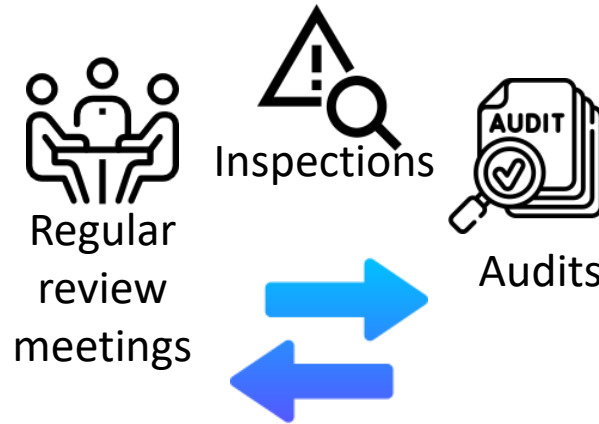 Inspections
AUDIT
Regular
review
meetings
Audits